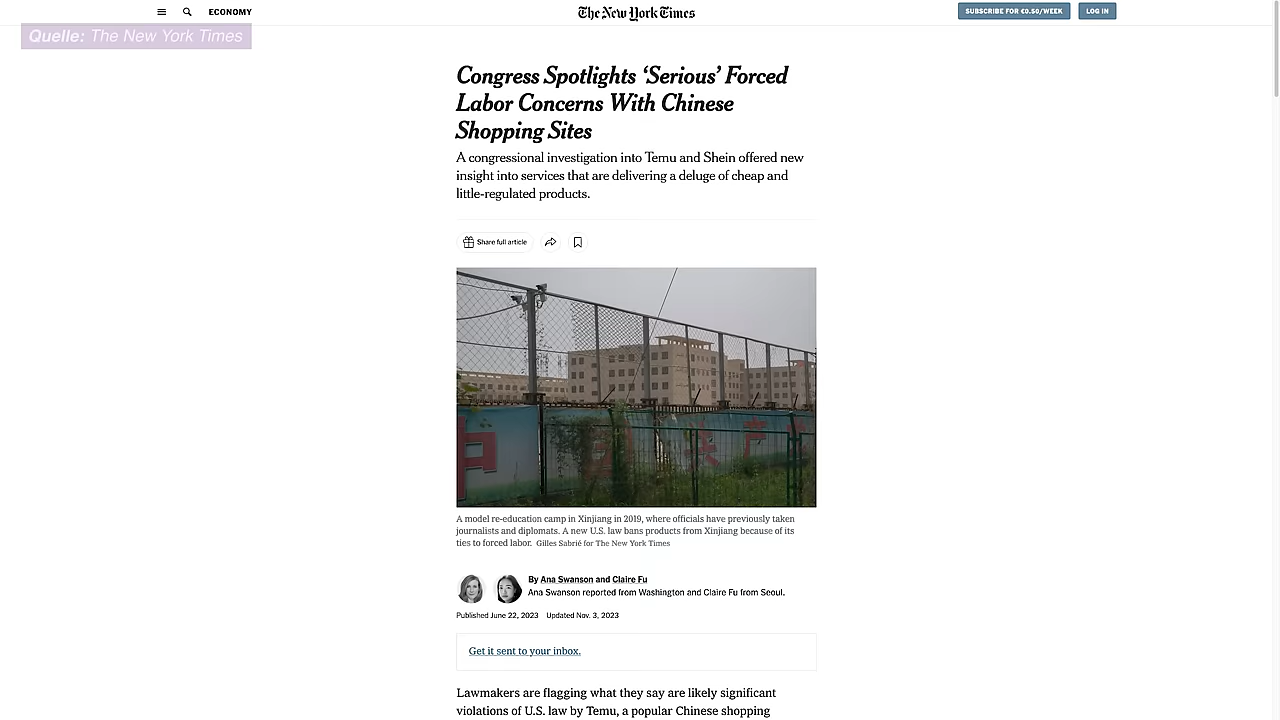 ECONOMY
The New York Times
SUBSCRIBE FOR €0.50/WEEK
LOG IN
Quelle: The New York Times
Congress Spotlights ‘Serious’ Forced
Labor Concerns With Chinese
Shopping Sites
A congressional investigation into Temu and Shein offered new
insight into services that are delivering a deluge of cheap and
little-regulated products.
Share full article
A model re-education camp in Xinjiang in 2019, where officials have previously taken
journalists and diplomats. A new U.S. law bans products from Xinjiang because of its
ties to forced labor. Gilles Sabrié for The New York Times
By Ana Swanson and Claire Fu
Ana Swanson reported from Washington and Claire Fu from Seoul.
Published June 22, 2023 Updated Nov. 3, 2023
Get it sent to your inbox.
Lawmakers are flagging what they say are likely significant
violations of U.S. law by Temu, a popular Chinese shopping